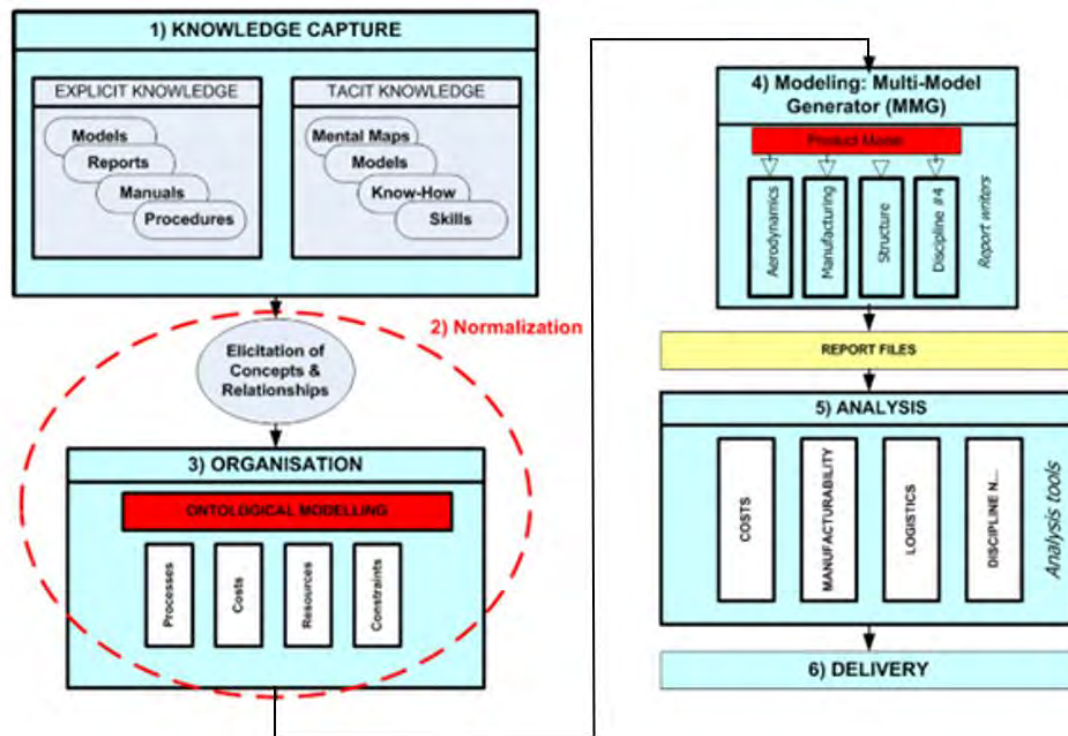 1) KNOWLEDGE CAPTURE
EXPLICIT KNOWLEDGE
Models
Reports
Manuals
Procedures
TACIT KNOWLEDGE
Mental Maps
Models
Know-How
Skills
2) Normalization
Elicitation of
Concepts &
Relationships
3) ORGANISATION
ONTOLOGICAL MODELLING
Processes
Costs
Resources
Constraints
4) Modeling: Multi-Model
Generator (MMG)
Product Model
Aerodynamics
Manufacturing
Structure
Discipline #4
Report writers
REPORT FILES
5) ANALYSIS
COSTS
MANUFACTURABILITY
LOGISTICS
DISCIPLINE N...
Analysis tools
6) DELIVERY